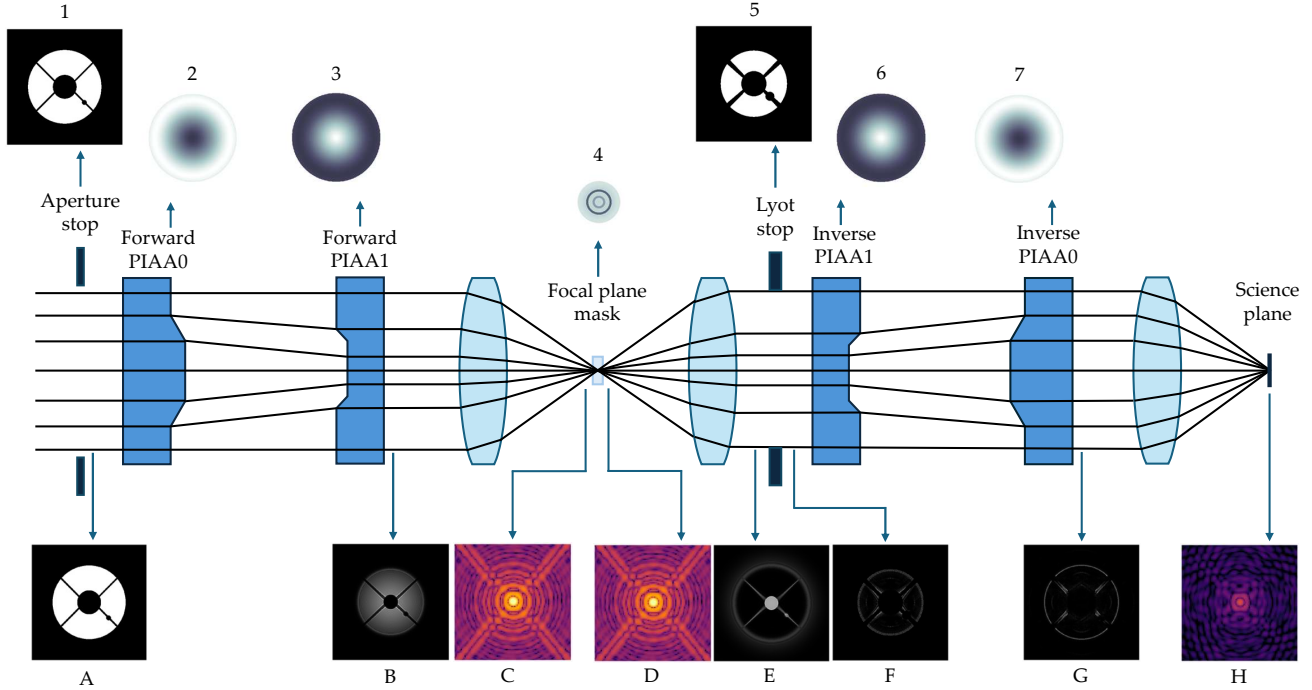 1
2
3
4
5
6
7
Aperture
stop
Forward
PIAA0
Forward
PIAA1
Focal plane
mask
Lyot
stop
Inverse
PIAA1
Inverse
PIAA0
Science
plane
A
B
C
D
E
F
G
H